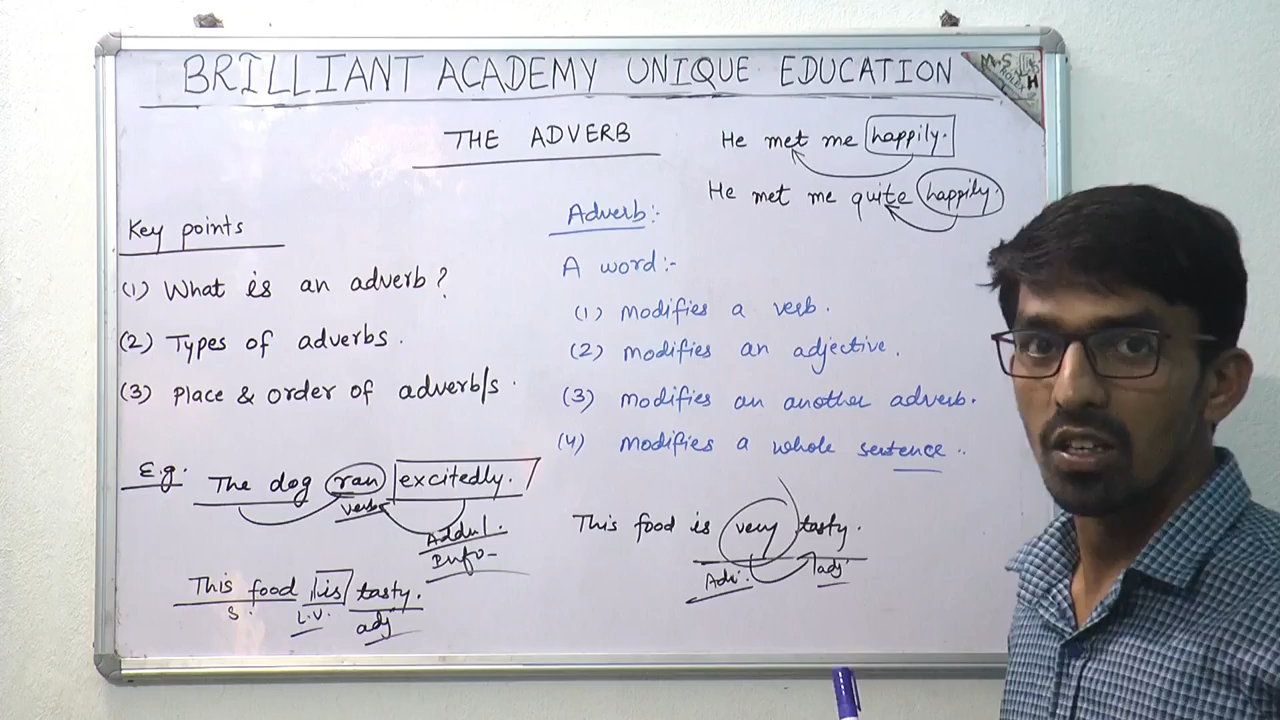 BRILLIANT ACADEMY UNIQUE EDUCATION
M.S
ROLEX
H
THE ADVERB
He met me happily.
He met me quite happily.
Key points
(1) What is an adverb?
(2) Types of adverbs.
(3) Place & order of adverb/s.
Adverb:-
A word:-
(1) modifies a verb.
(2) modifies an adjective.
(3) modifies an another adverb.
(4) modifies a whole sentence..
E.g. The dog ran excitedly.
verb
Addnl.
Info-
This food is tasty.
S. L.V. adj
This food is very tasty.
Adv. adj